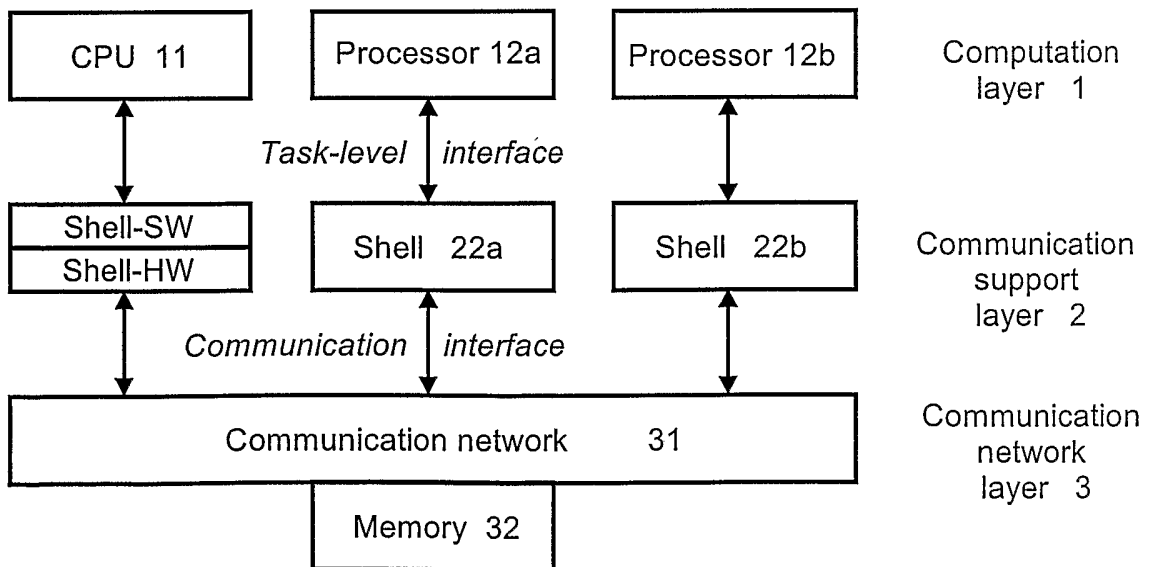 CPU 11
Processor 12a
Processor 12b
Computation
layer 1
Task-level interface
Shell-SW
Shell-HW
Shell 22a
Shell 22b
Communication
support
layer 2
Communication interface
Communication network 31
Communication
network
layer 3
Memory 32